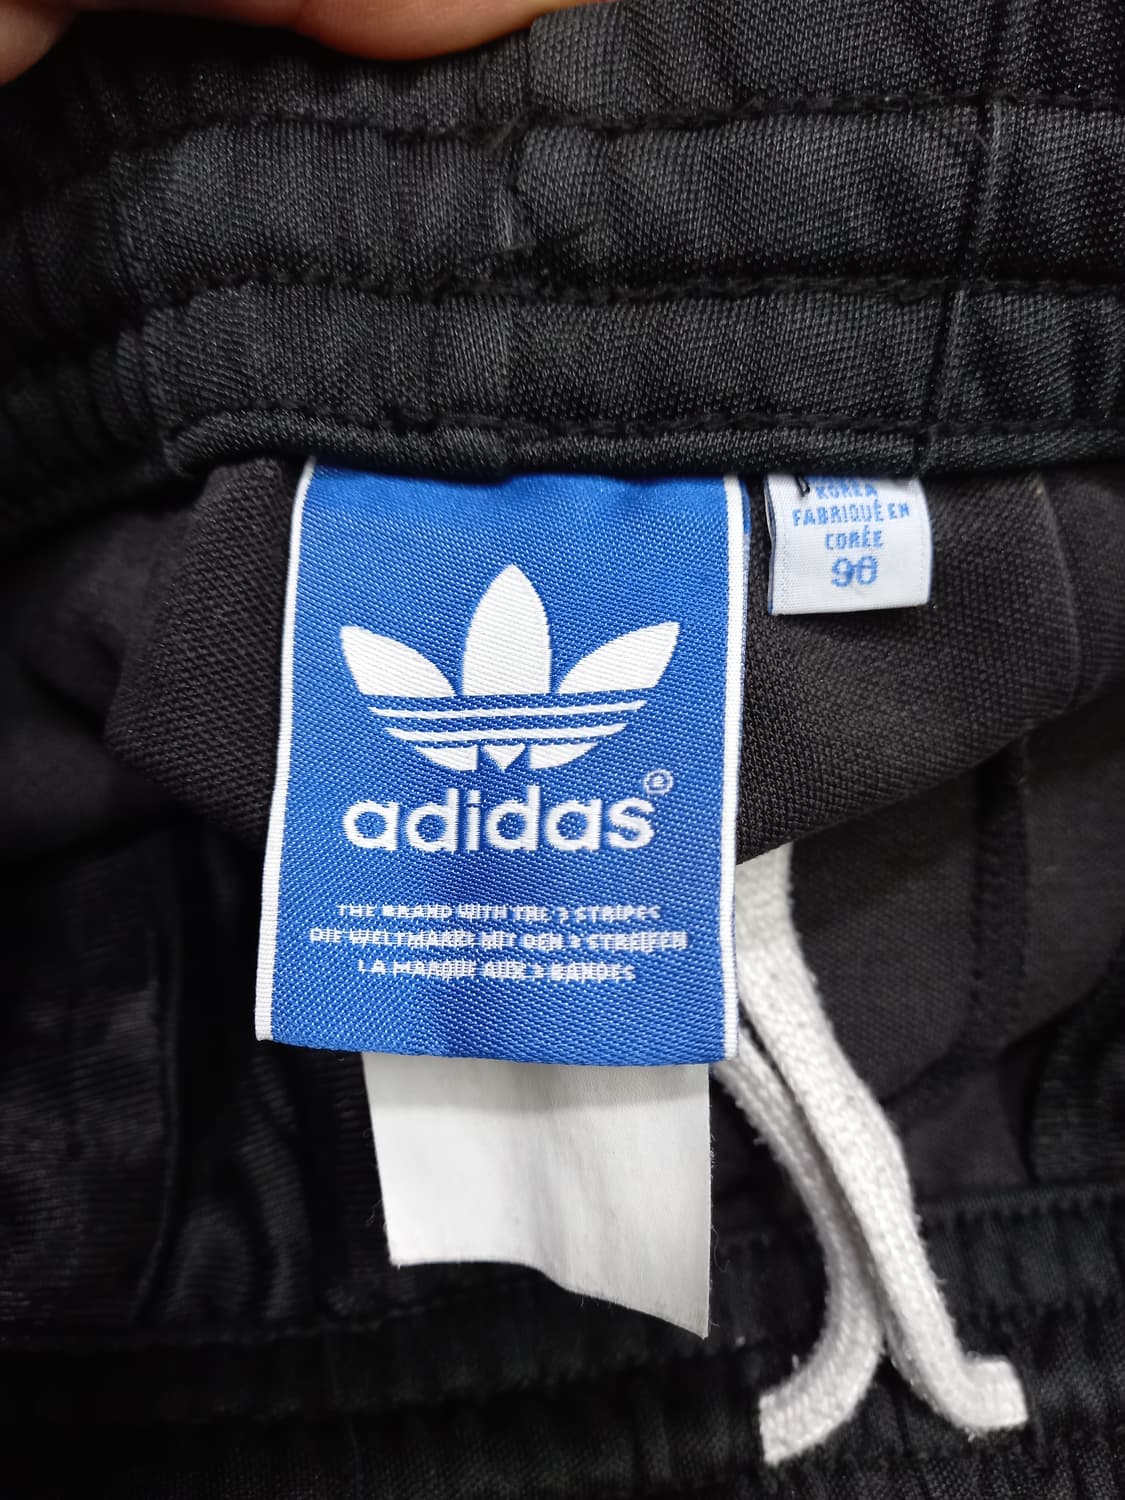 adidas®
THE BRAND WITH THE 3 STRIPES
DIE WELTMARKE MIT DEN 3 STREIFEN
LA MARQUE AUX 3 BANDES
KOREA
FABRIQUÉ EN
CORÉE